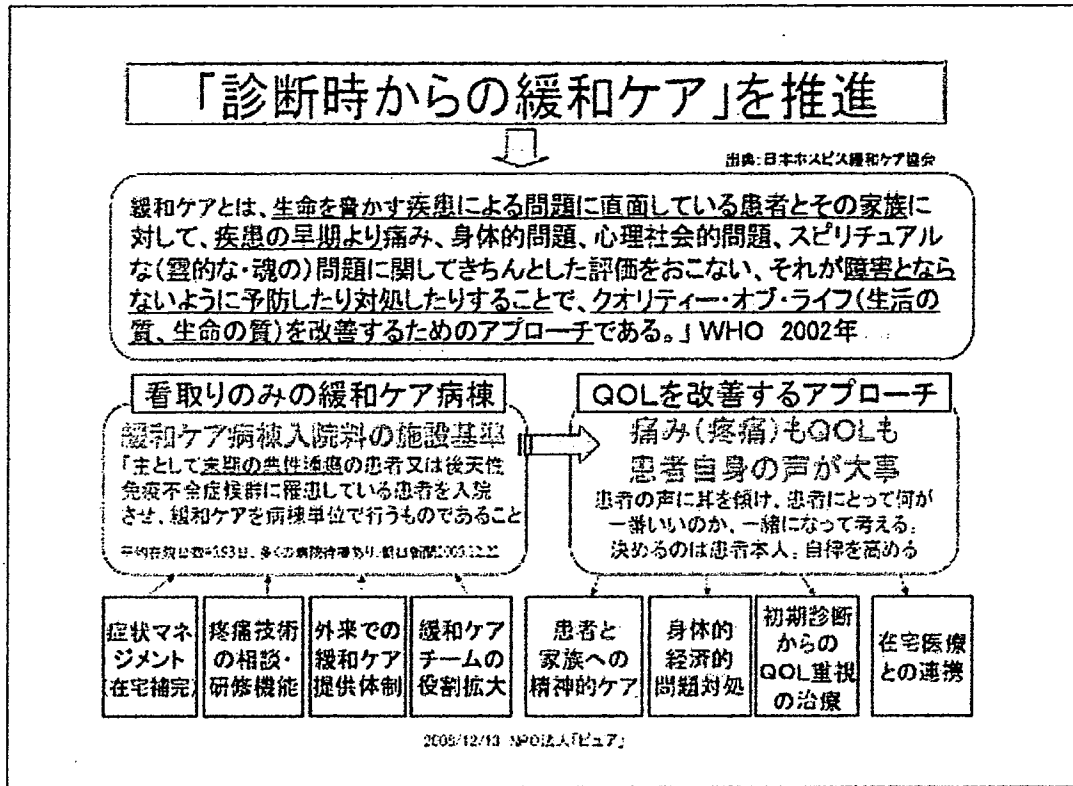 「診断時からの緩和ケア」を推進
出典:日本ホスピス緩和ケア協会
緩和ケアとは、生命を脅かす疾患による問題に直面している患者とその家族に
対して、疾患の早期より痛み、身体的問題、心理社会的問題、スピリチュアル
な(霊的な・魂の)問題に関してきちんとした評価をおこない、それが障害となら
ないように予防したり対処したりすることで、クオリティー・オブ・ライフ(生活の
質、生命の質)を改善するためのアプローチである。」WHO 2002年
看取りのみの緩和ケア病棟
緩和ケア病棟入院料の施設基準
「主として末期の悪性腫瘍の患者又は後天性
免疫不全症候群に罹患している患者を入院
させ、緩和ケアを病棟単位で行うものであること
QOLを改善するアプローチ
痛み(疼痛)もQOLも
患者自身の声が大事
患者の声に耳を傾け、患者にとって何が
一番いいのか、一緒になって考える。
決めるのは患者本人。自律を高める
症状マネ
ジメント
(在宅補完)
疼痛技術
の相談・
研修機能
外来での
緩和ケア
提供体制
緩和ケア
チームの
役割拡大
患者と
家族への
精神的ケア
身体的
経済的
問題対処
初期診断
からの
QOL重視
の治療
在宅医療
との連携
NPO法人「ピュア」